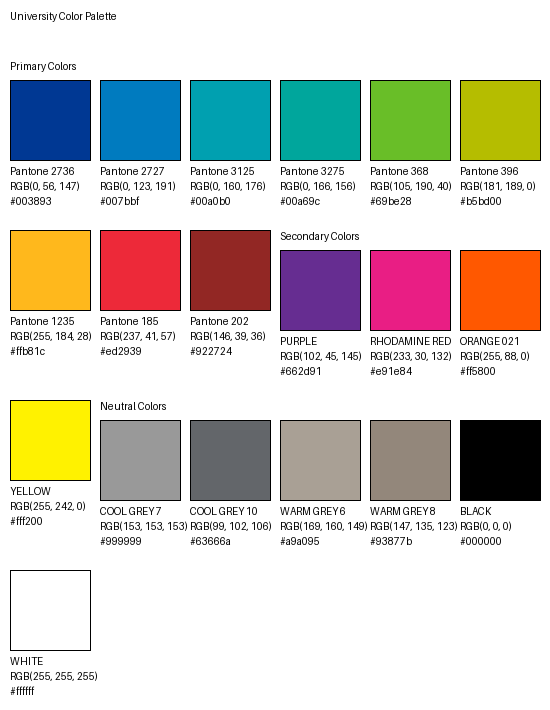 University Color Palette
Primary Colors
Pantone 2736
RGB(0, 56, 147)
#003893
Pantone 2727
RGB(0, 123, 191)
#007bbf
Pantone 3125
RGB(0, 160, 176)
#00a0b0
Pantone 3275
RGB(0, 166, 156)
#00a69c
Pantone 368
RGB(105, 190, 40)
#69be28
Pantone 396
RGB(181, 189, 0)
#b5bd00
Pantone 1235
RGB(255, 184, 28)
#ffb81c
Pantone 185
RGB(237, 41, 57)
#ed2939
Pantone 202
RGB(146, 39, 36)
#922724
Secondary Colors
PURPLE
RGB(102, 45, 145)
#662d91
RHODAMINE RED
RGB(233, 30, 132)
#e91e84
ORANGE 021
RGB(255, 88, 0)
#ff5800
YELLOW
RGB(255, 242, 0)
#fff200
Neutral Colors
COOL GREY 7
RGB(153, 153, 153)
#999999
COOL GREY 10
RGB(99, 102, 106)
#63666a
WARM GREY 6
RGB(169, 160, 149)
#a9a095
WARM GREY 8
RGB(147, 135, 123)
#93877b
BLACK
RGB(0, 0, 0)
#000000
WHITE
RGB(255, 255, 255)
#ffffff